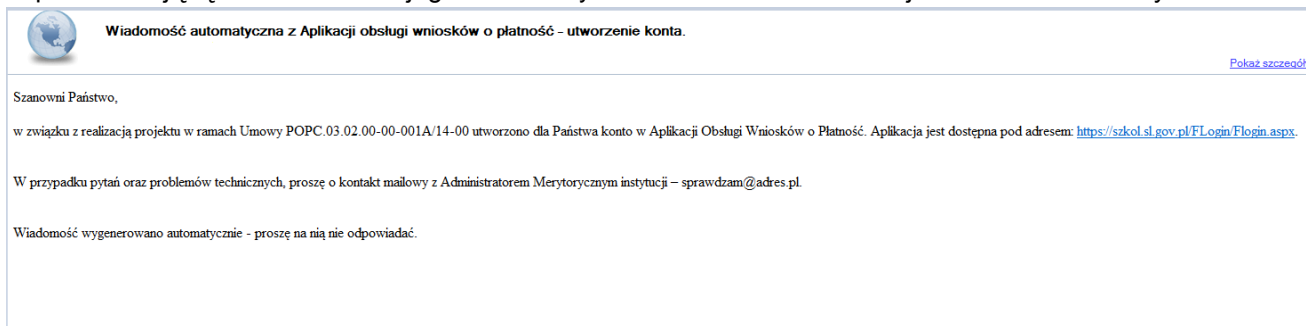 Wiadomość automatyczna z Aplikacji obsługi wniosków o płatność - utworzenie konta.
Pokaż szczegół
Szanowni Państwo,
w związku z realizacją projektu w ramach Umowy POPC.03.02.00-00-001A/14-00 utworzono dla Państwa konto w Aplikacji Obsługi Wniosków o Płatność. Aplikacja jest dostępna pod adresem: https://szkol.sl.gov.pl/FLogin/Flogin.aspx.
W przypadku pytań oraz problemów technicznych, proszę o kontakt mailowy z Administratorem Merytorycznym instytucji – sprawdzam@adres.pl.
Wiadomość wygenerowano automatycznie - proszę na nią nie odpowiadać.